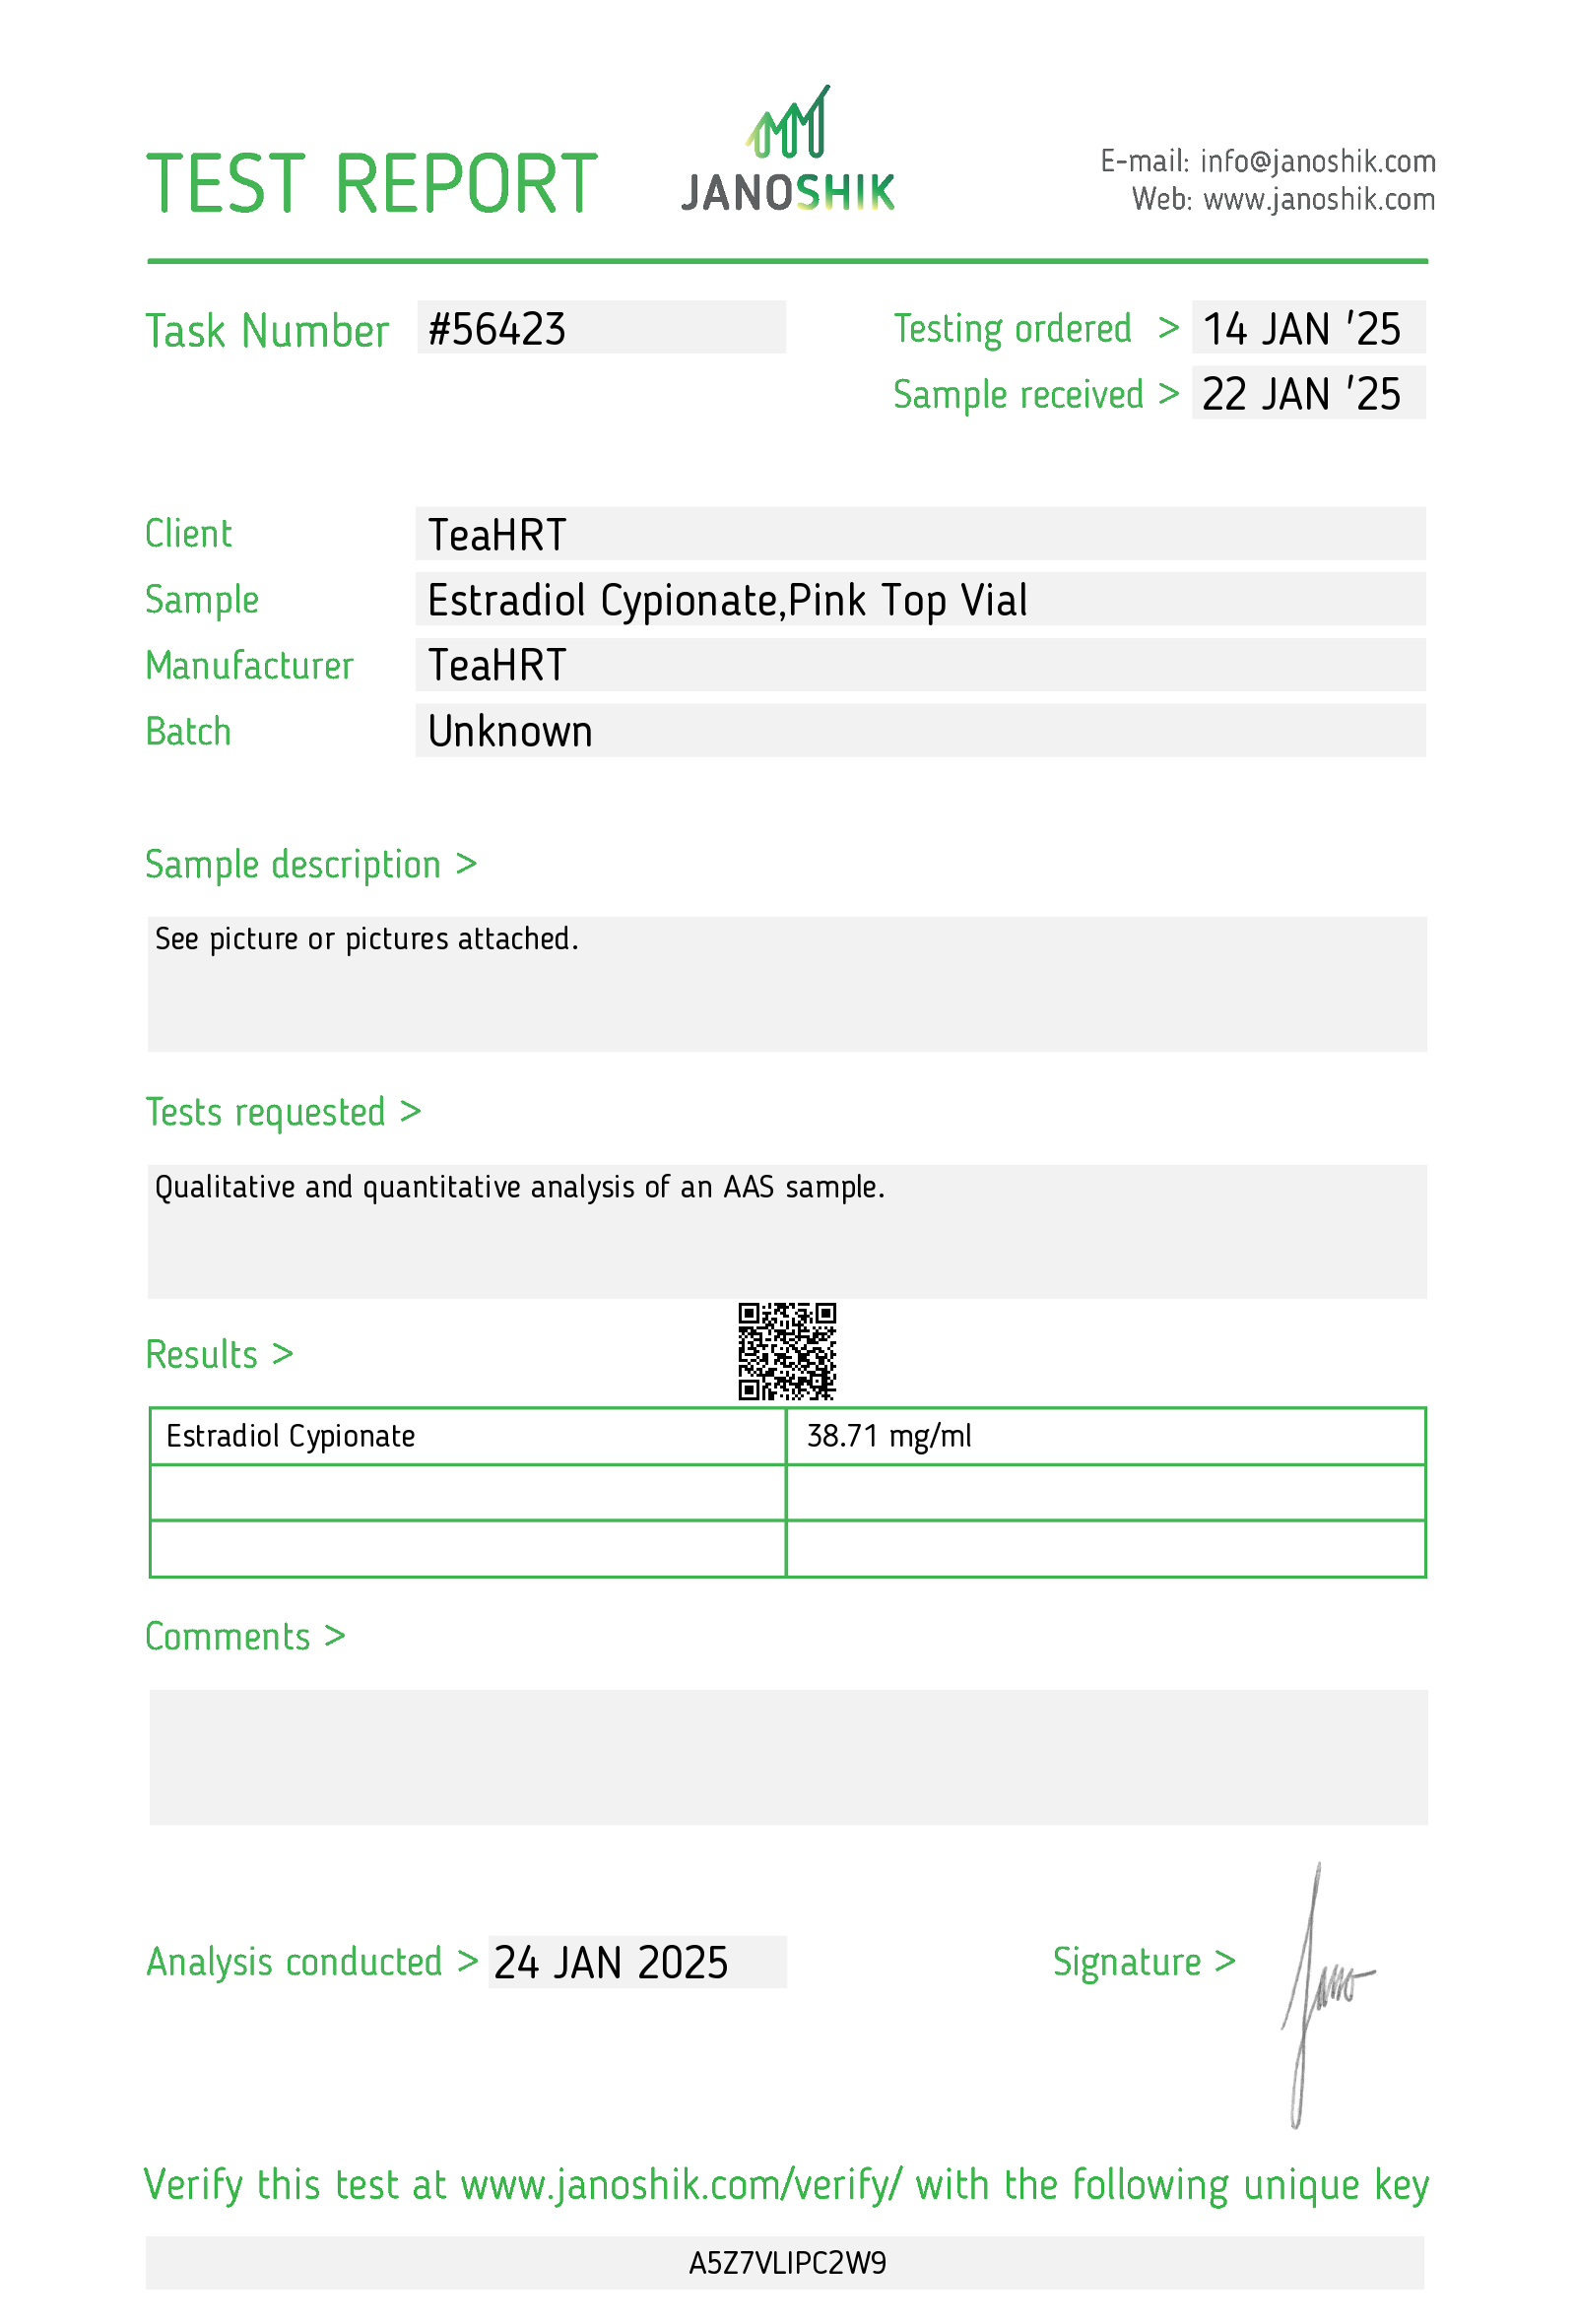 TEST REPORT
JANOSHIK
E-mail: info@janoshik.com
Web: www.janoshik.com
Task Number #56423
Testing ordered > 14 JAN '25
Sample received > 22 JAN '25
Client TeaHRT
Sample Estradiol Cypionate,Pink Top Vial
Manufacturer TeaHRT
Batch Unknown
Sample description >
See picture or pictures attached.
Tests requested >
Qualitative and quantitative analysis of an AAS sample.
Results >
Estradiol Cypionate 38.71 mg/ml
Comments >
Analysis conducted > 24 JAN 2025
Signature > Jano
Verify this test at www.janoshik.com/verify/ with the following unique key
A5Z7VLIPC2W9